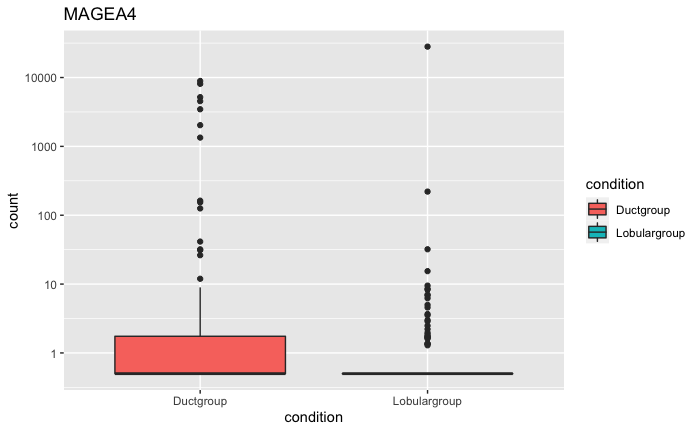 MAGEA4
10000
1000
100
10
1
count
Ductgroup
Lobulargroup
condition
condition
Ductgroup
Lobulargroup